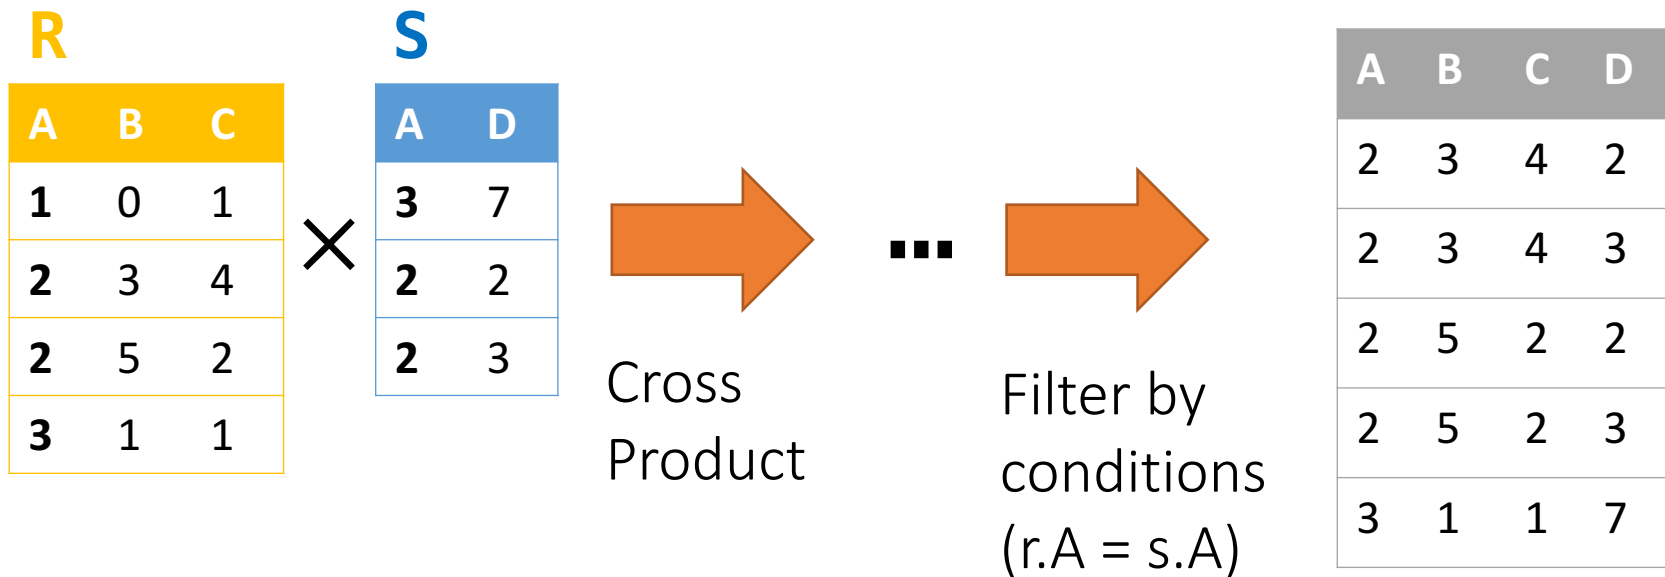 R
A B C
1 0 1
2 3 4
2 5 2
3 1 1
×
S
A D
3 7
2 2
2 3
Cross
Product
...
Filter by
conditions
(r.A = s.A)
A B C D
2 3 4 2
2 3 4 3
2 5 2 2
2 5 2 3
3 1 1 7